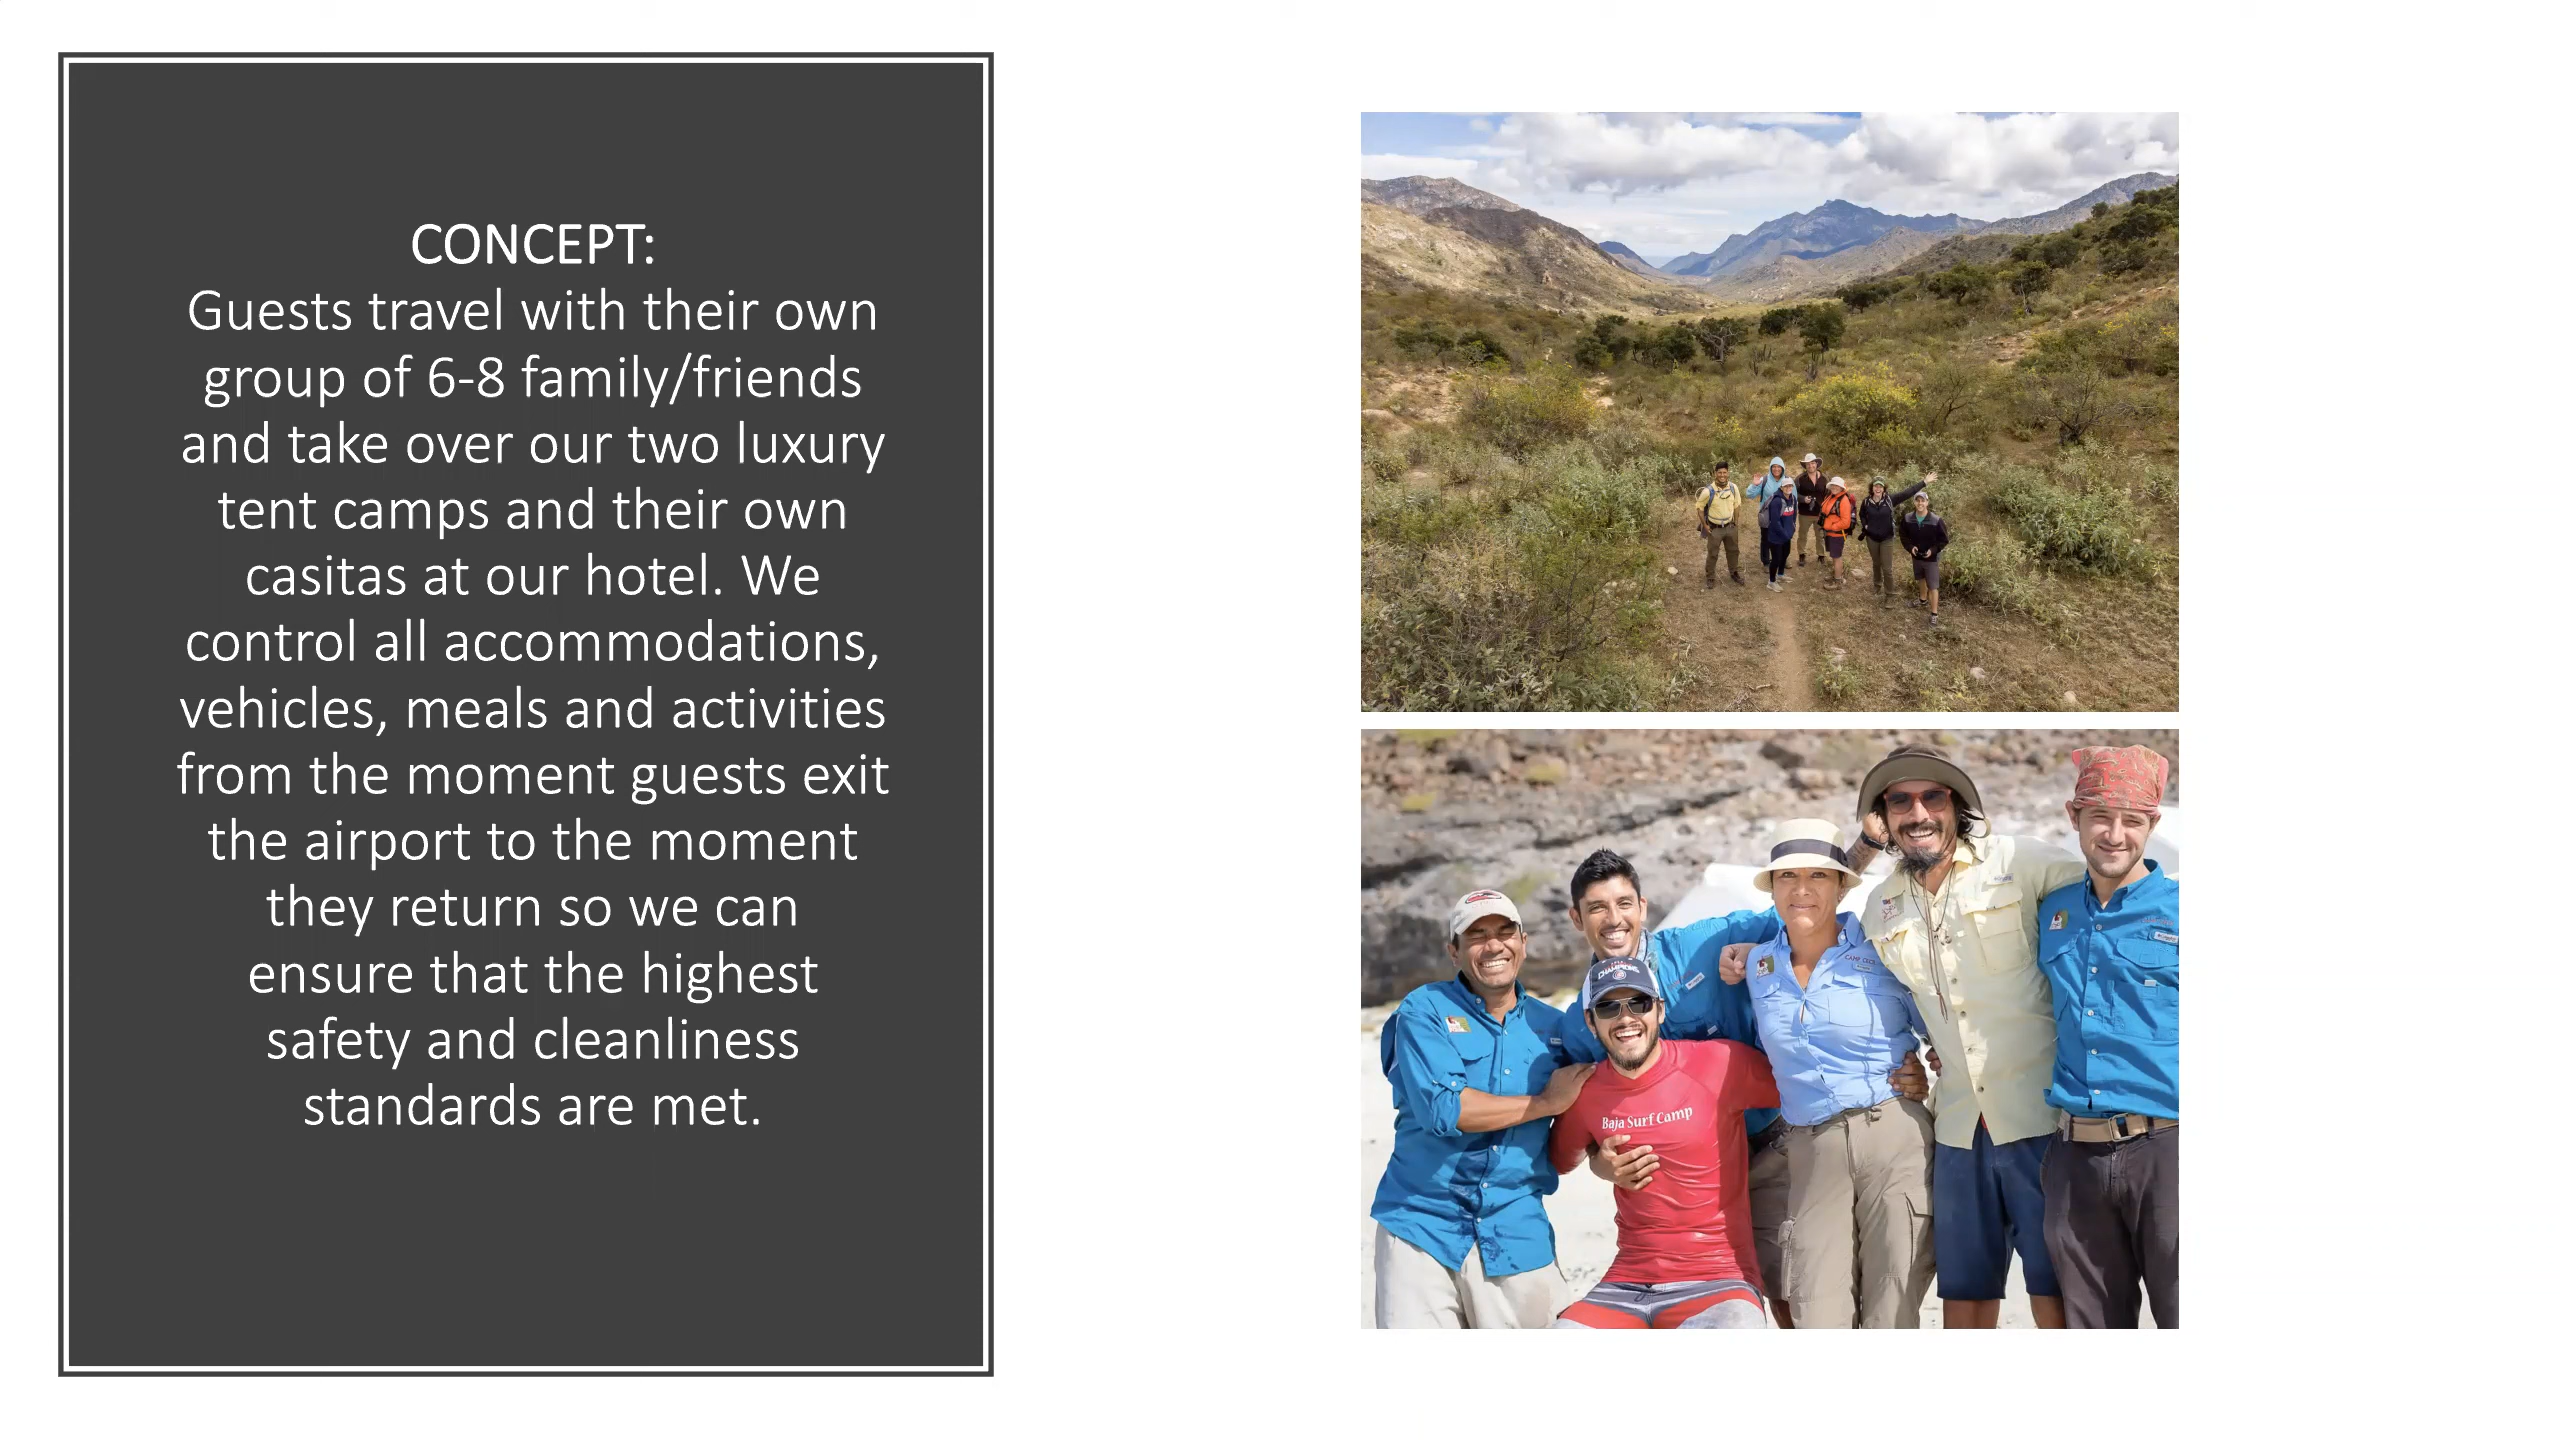 CONCEPT:
Guests travel with their own
group of 6-8 family/friends
and take over our two luxury
tent camps and their own
casitas at our hotel. We
control all accommodations,
vehicles, meals and activities
from the moment guests exit
the airport to the moment
they return so we can
ensure that the highest
safety and cleanliness
standards are met.
CHAMPIONS
CAMP CECIL
Baja Surf Camp